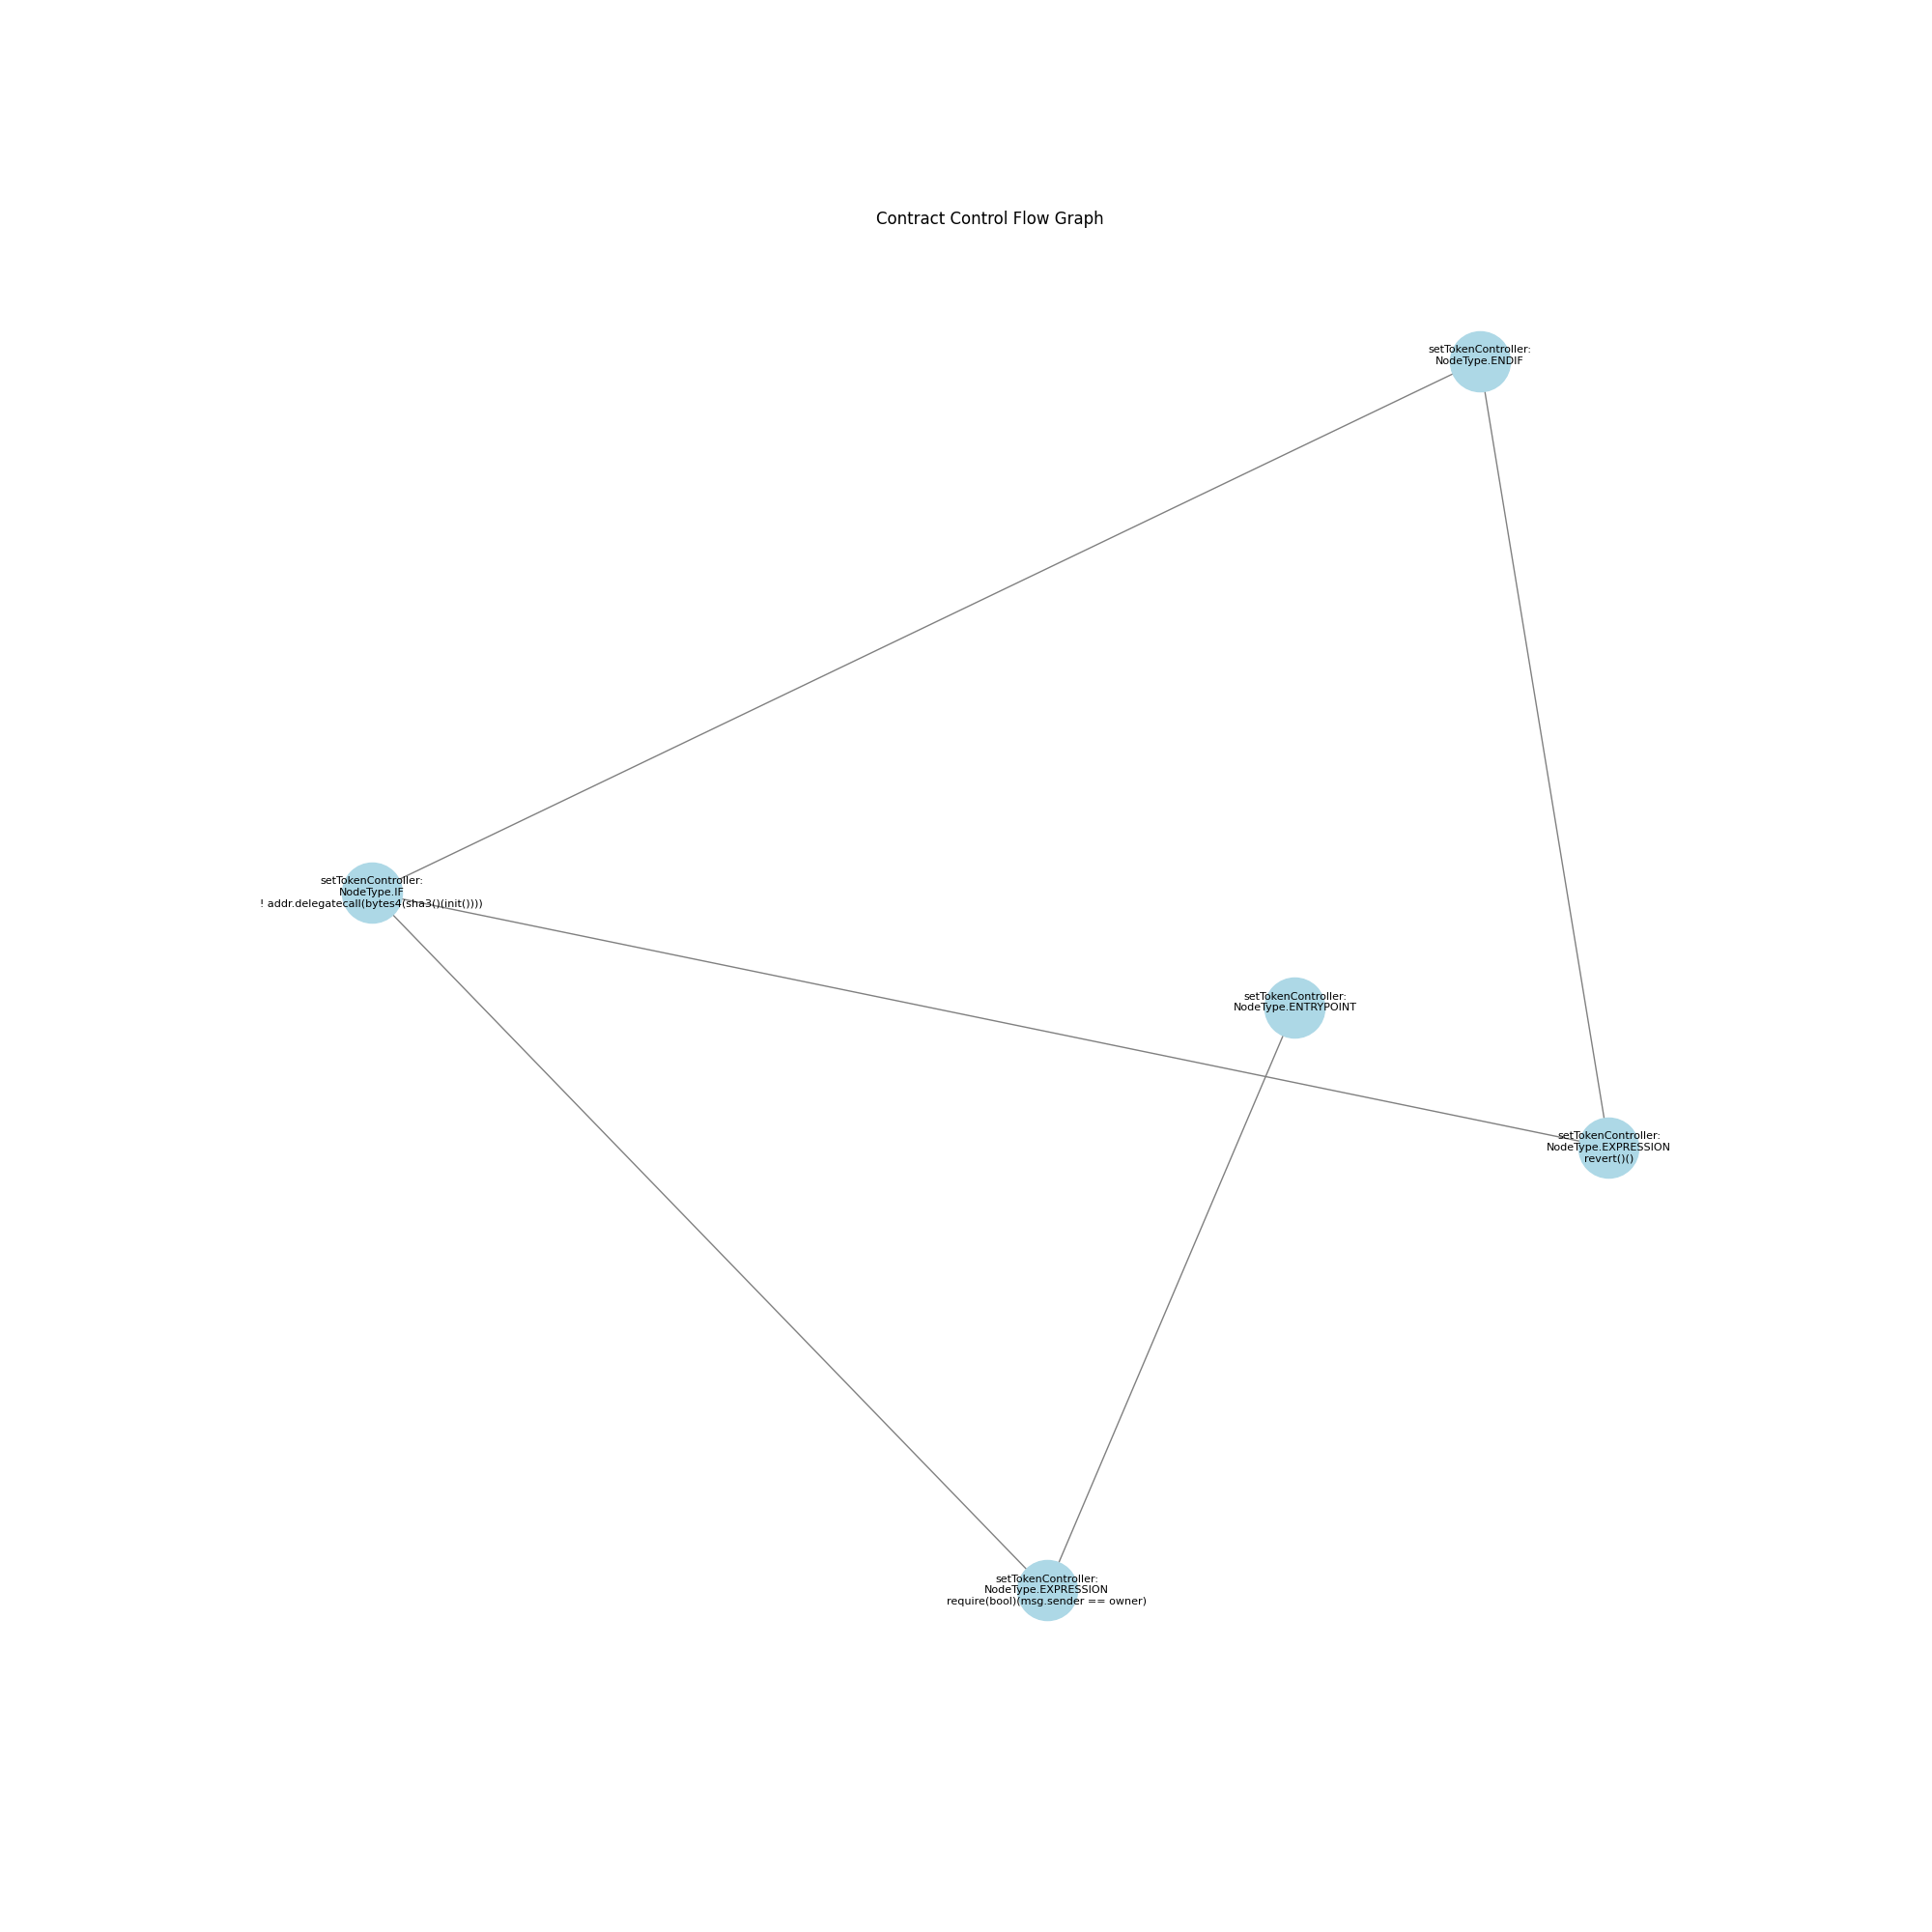 Contract Control Flow Graph
setTokenController:
NodeType.ENDIF
setTokenController:
NodeType.IF
! addr.delegatecall(bytes4(sha3()(init())))
setTokenController:
NodeType.ENTRYPOINT
setTokenController:
NodeType.EXPRESSION
revert()()
setTokenController:
NodeType.EXPRESSION
require(bool)(msg.sender == owner)